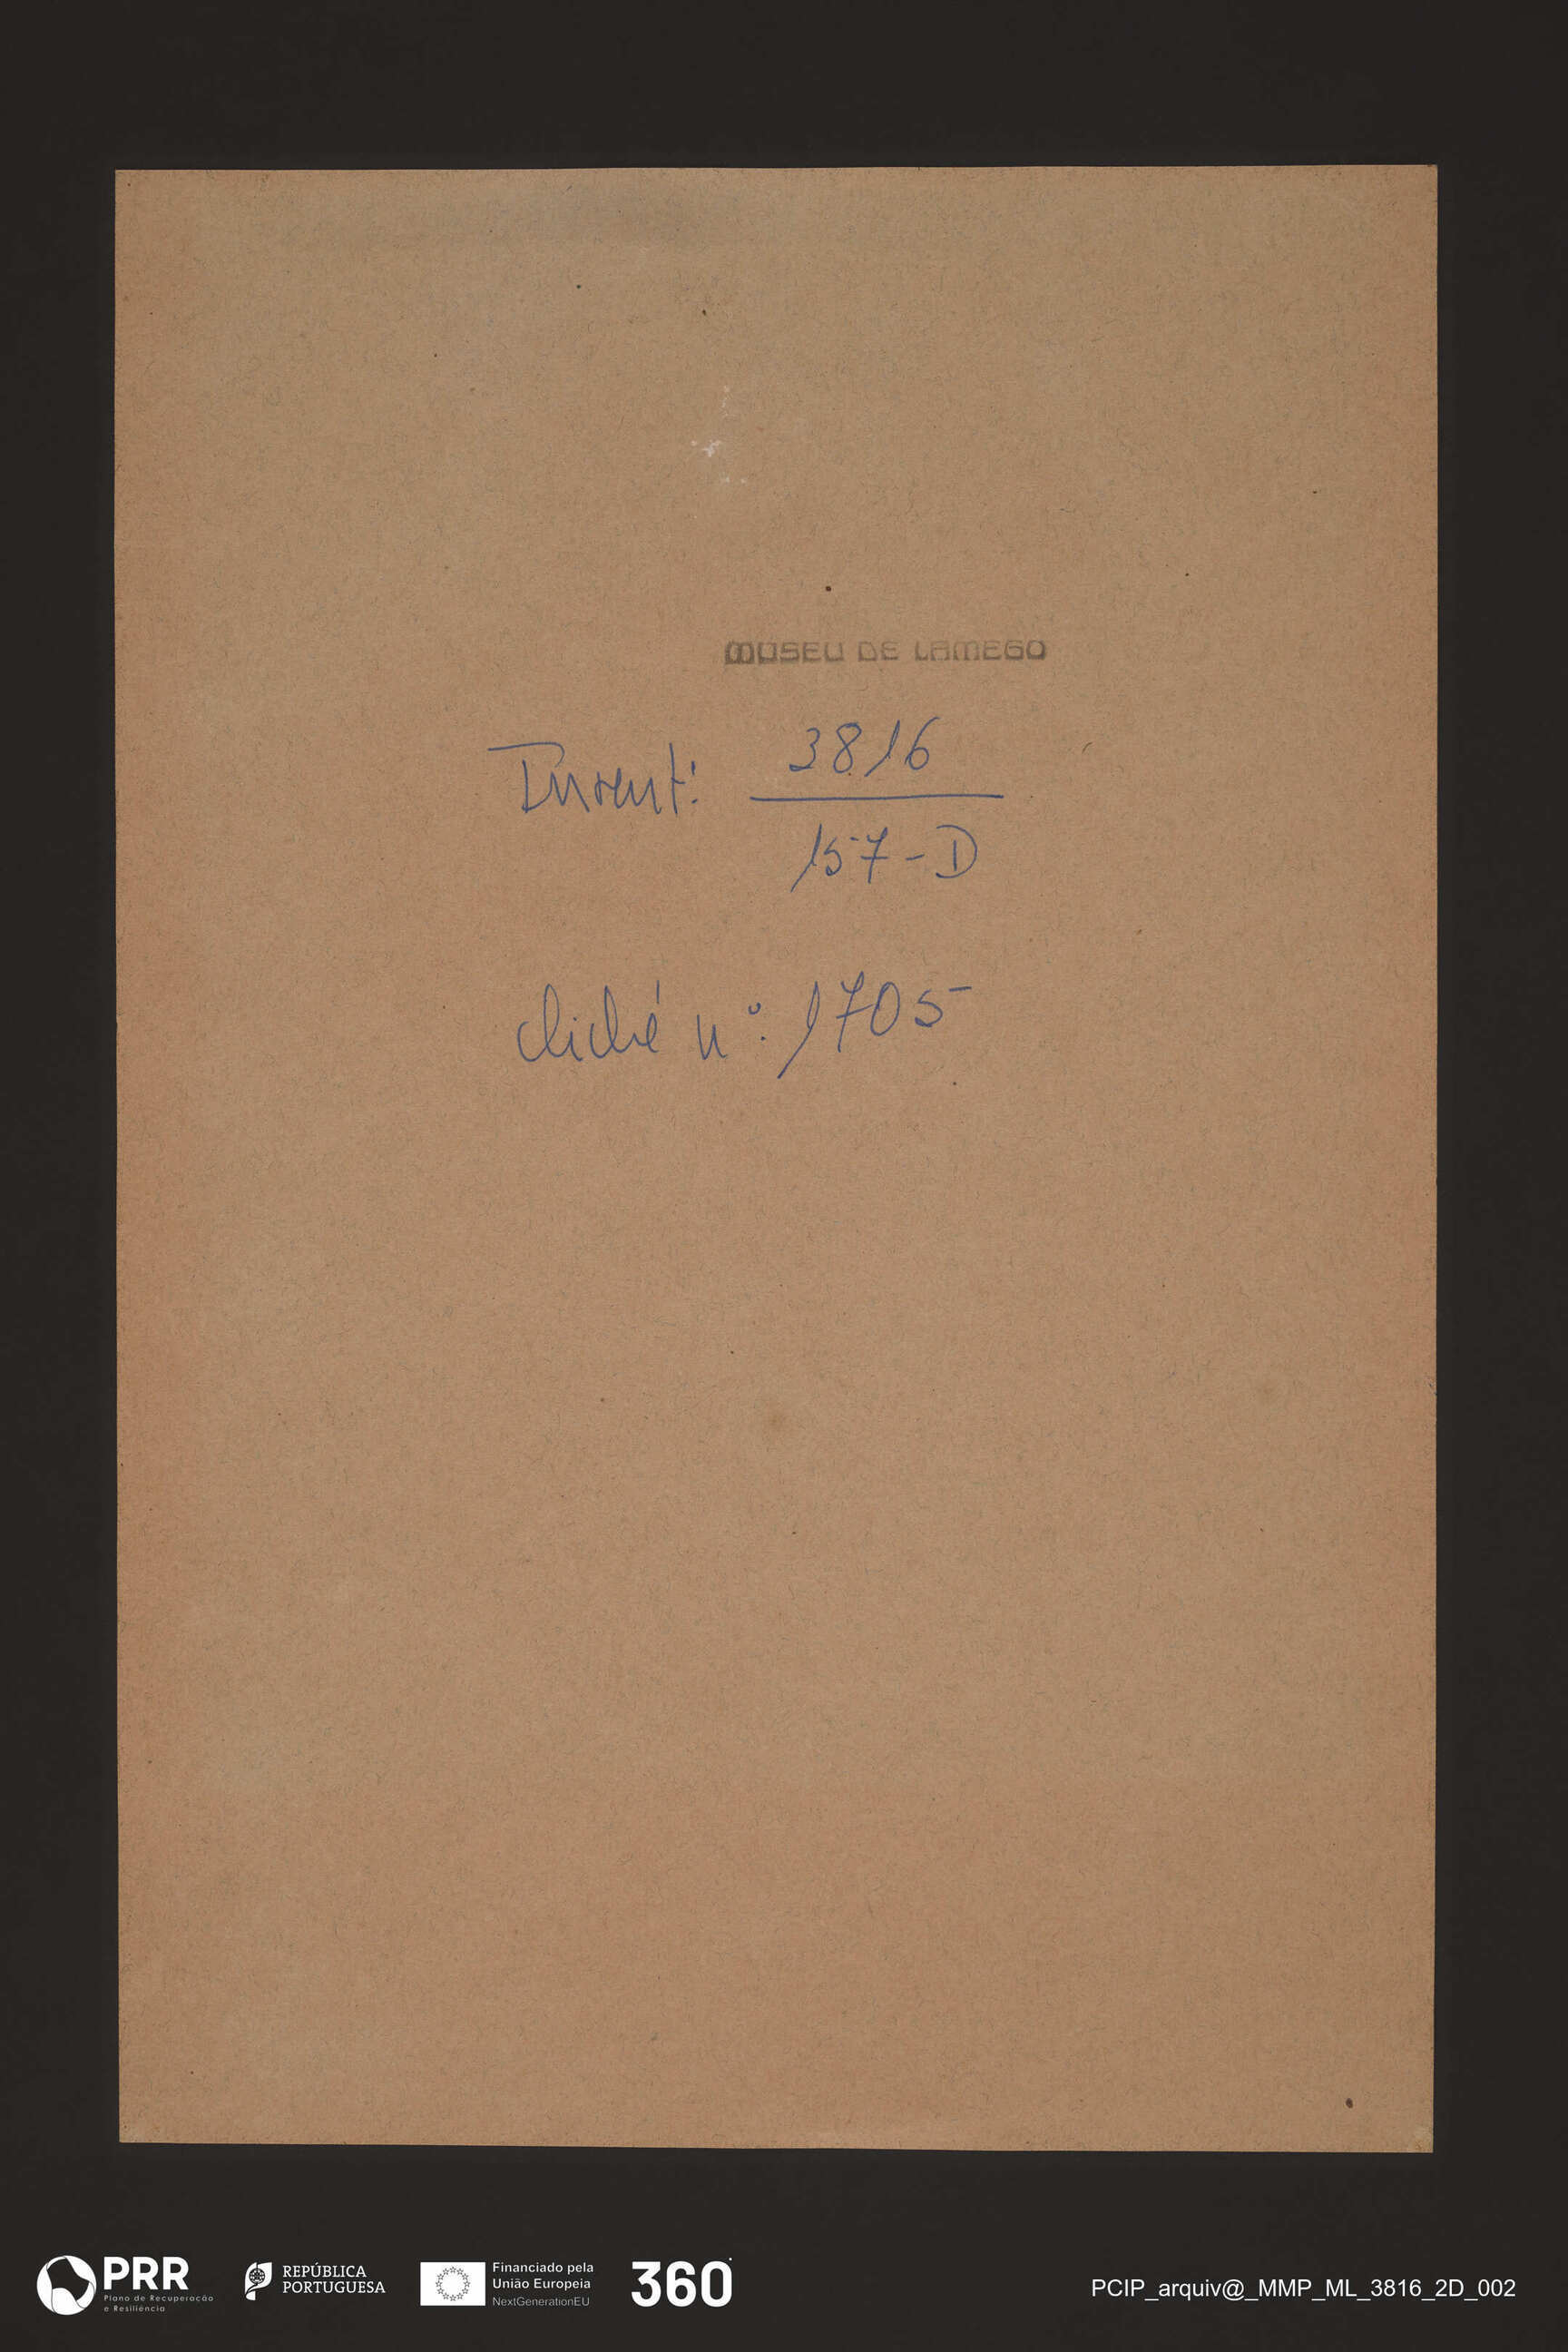 MUSEU DE LAMEGO
Invent: 3816
157-D
cliché nº: 1705
PRR
Plano de Recuperação
e Resiliência
REPÚBLICA
PORTUGUESA
Financiado pela
União Europeia
NextGenerationEU
360
PCIP_arquiv@_MMP_ML_3816_2D_002